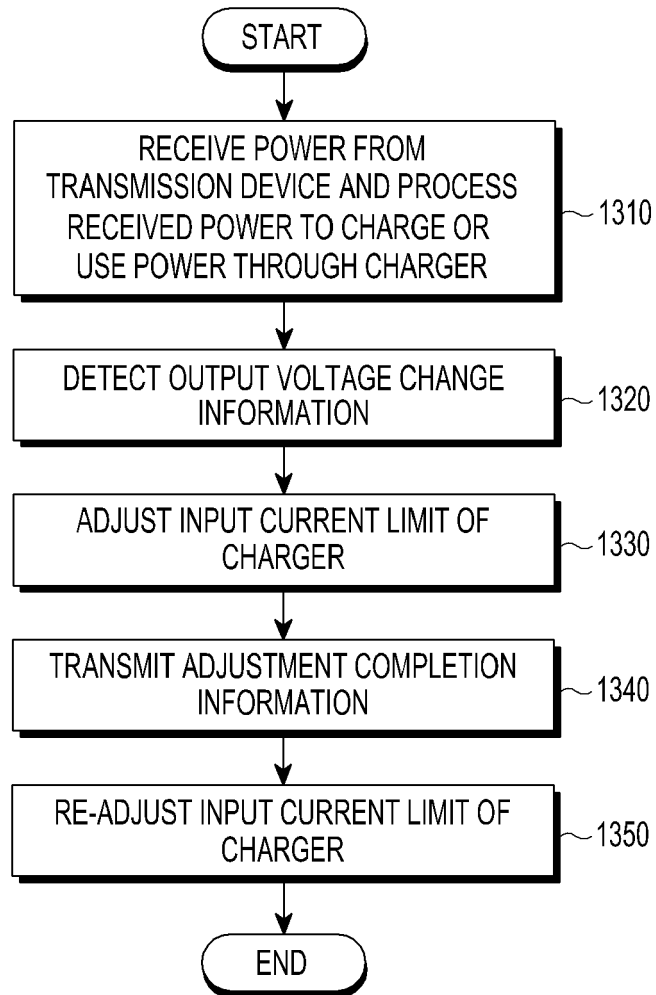 START
RECEIVE POWER FROM
TRANSMISSION DEVICE AND PROCESS
RECEIVED POWER TO CHARGE OR
USE POWER THROUGH CHARGER
1310
DETECT OUTPUT VOLTAGE CHANGE
INFORMATION
1320
ADJUST INPUT CURRENT LIMIT OF
CHARGER
1330
TRANSMIT ADJUSTMENT COMPLETION
INFORMATION
1340
RE-ADJUST INPUT CURRENT LIMIT OF
CHARGER
1350
END